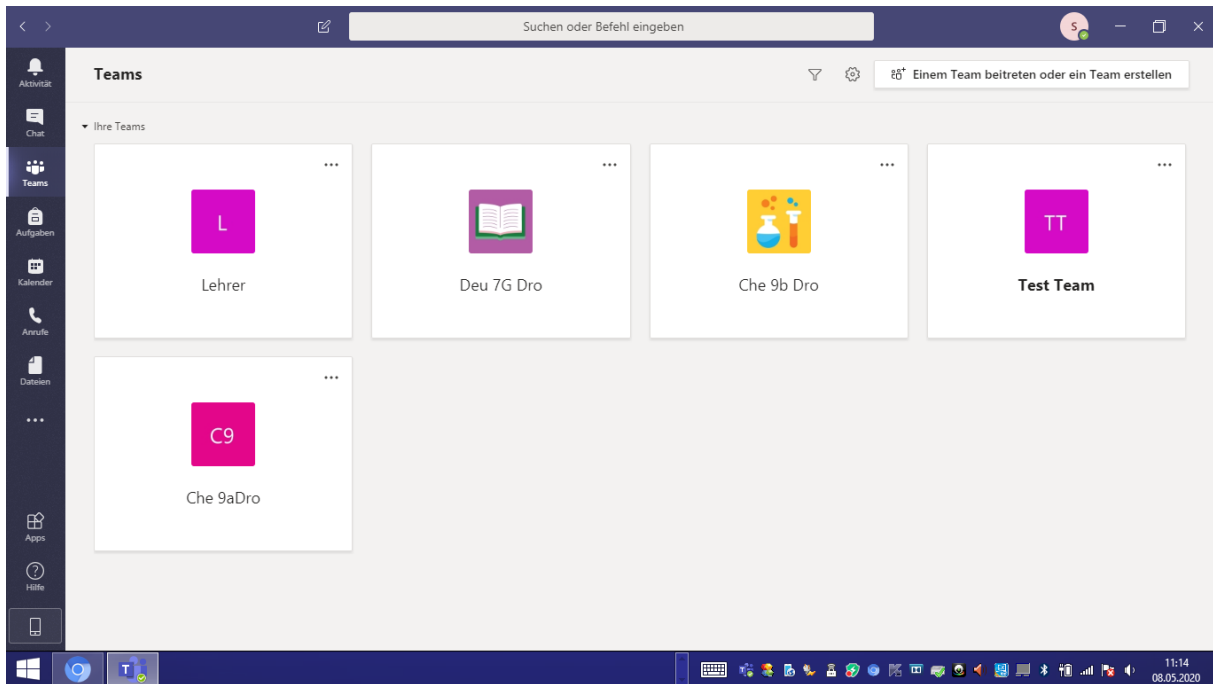 Suchen oder Befehl eingeben
S
Aktivität
Chat
Teams
Aufgaben
Kalender
Anrufe
Dateien
Apps
Hilfe
Teams
Einem Team beitreten oder ein Team erstellen
Ihre Teams
L
Lehrer
Deu 7G Dro
Che 9b Dro
TT
Test Team
C9
Che 9aDro
T
11:14
08.05.2020